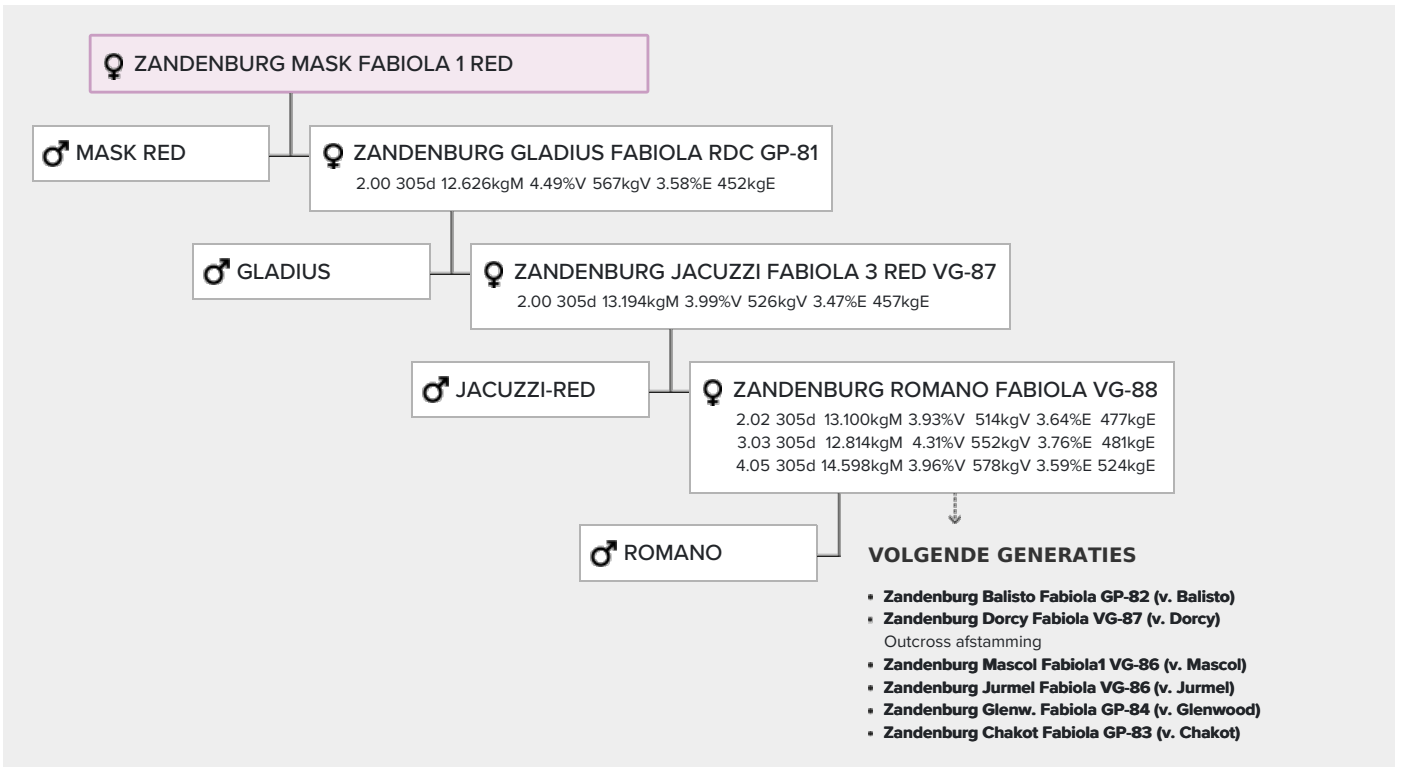 ZANDENBURG MASK FABIOLA 1 RED
MASK RED
ZANDENBURG GLADIUS FABIOLA RDC GP-81
2.00 305d 12.626kgM 4.49%V 567kgV 3.58%E 452kgE
GLADIUS
ZANDENBURG JACUZZI FABIOLA 3 RED VG-87
2.00 305d 13.194kgM 3.99%V 526kgV 3.47%E 457kgE
JACUZZI-RED
ZANDENBURG ROMANO FABIOLA VG-88
2.02 305d 13.100kgM 3.93%V 514kgV 3.64%E 477kgE
3.03 305d 12.814kgM 4.31%V 552kgV 3.76%E 481kgE
4.05 305d 14.598kgM 3.96%V 578kgV 3.59%E 524kgE
ROMANO
VOLGENDE GENERATIES
• Zandenburg Balisto Fabiola GP-82 (v. Balisto)
• Zandenburg Dorcy Fabiola VG-87 (v. Dorcy)
Outcross afstamming
• Zandenburg Mascol Fabiola1 VG-86 (v. Mascol)
• Zandenburg Jurmel Fabiola VG-86 (v. Jurmel)
• Zandenburg Glenw. Fabiola GP-84 (v. Glenwood)
• Zandenburg Chakot Fabiola GP-83 (v. Chakot)